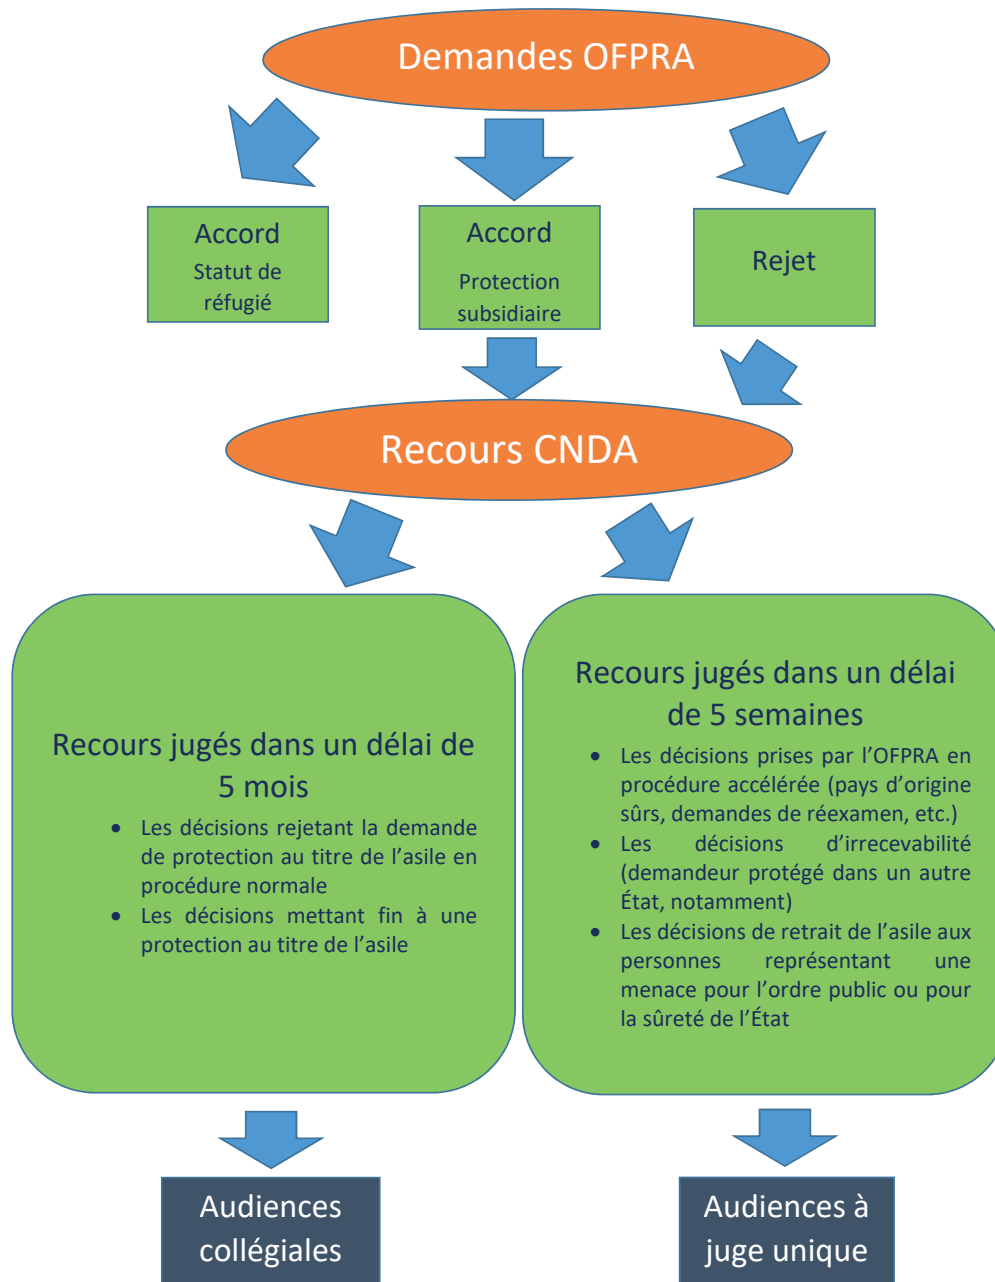 Demandes OFPRA
Accord
Statut de
réfugié
Accord
Protection
subsidiaire
Rejet
Recours CNDA
Recours jugés dans un délai de
5 mois
• Les décisions rejetant la demande
de protection au titre de l’asile en
procédure normale
• Les décisions mettant fin à une
protection au titre de l’asile
Recours jugés dans un délai
de 5 semaines
• Les décisions prises par l’OFPRA en
procédure accélérée (pays d’origine
sûrs, demandes de réexamen, etc.)
• Les décisions d’irrecevabilité
(demandeur protégé dans un autre
État, notamment)
• Les décisions de retrait de l’asile aux
personnes représentant une
menace pour l’ordre public ou pour
la sûreté de l’État
Audiences
collégiales
Audiences à
juge unique